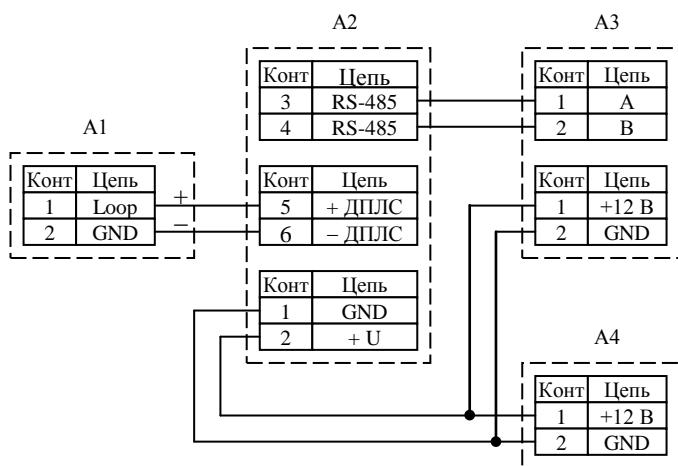 A2
A3
Конт Цепь
3 RS-485
4 RS-485
Конт Цепь
1 A
2 B
A1
Конт Цепь
1 Loop +
2 GND –
Конт Цепь
5 + ДПЛС
6 – ДПЛС
Конт Цепь
1 +12 В
2 GND
Конт Цепь
1 GND
2 + U
A4
Конт Цепь
1 +12 В
2 GND